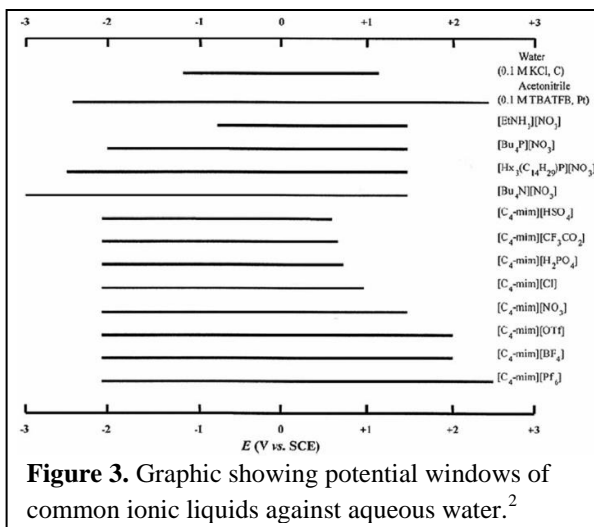 -3 -2 -1 0 +1 +2 +3
Water
(0.1 M KCl, C)
Acetonitrile
(0.1 M TBATFB, Pt)
[EtNH₃][NO₃]
[Bu₄P][NO₃]
[Hx₃(C₁₄H₂₉)P][NO₃]
[Bu₄N][NO₃]
[C₄-mim][HSO₄]
[C₄-mim][CF₃CO₂]
[C₄-mim][H₂PO₄]
[C₄-mim][Cl]
[C₄-mim][NO₃]
[C₄-mim][OTf]
[C₄-mim][BF₄]
[C₄-mim][Pf₆]
-3 -2 -1 0 +1 +2 +3
E (V vs. SCE)
Figure 3. Graphic showing potential windows of
common ionic liquids against aqueous water.²